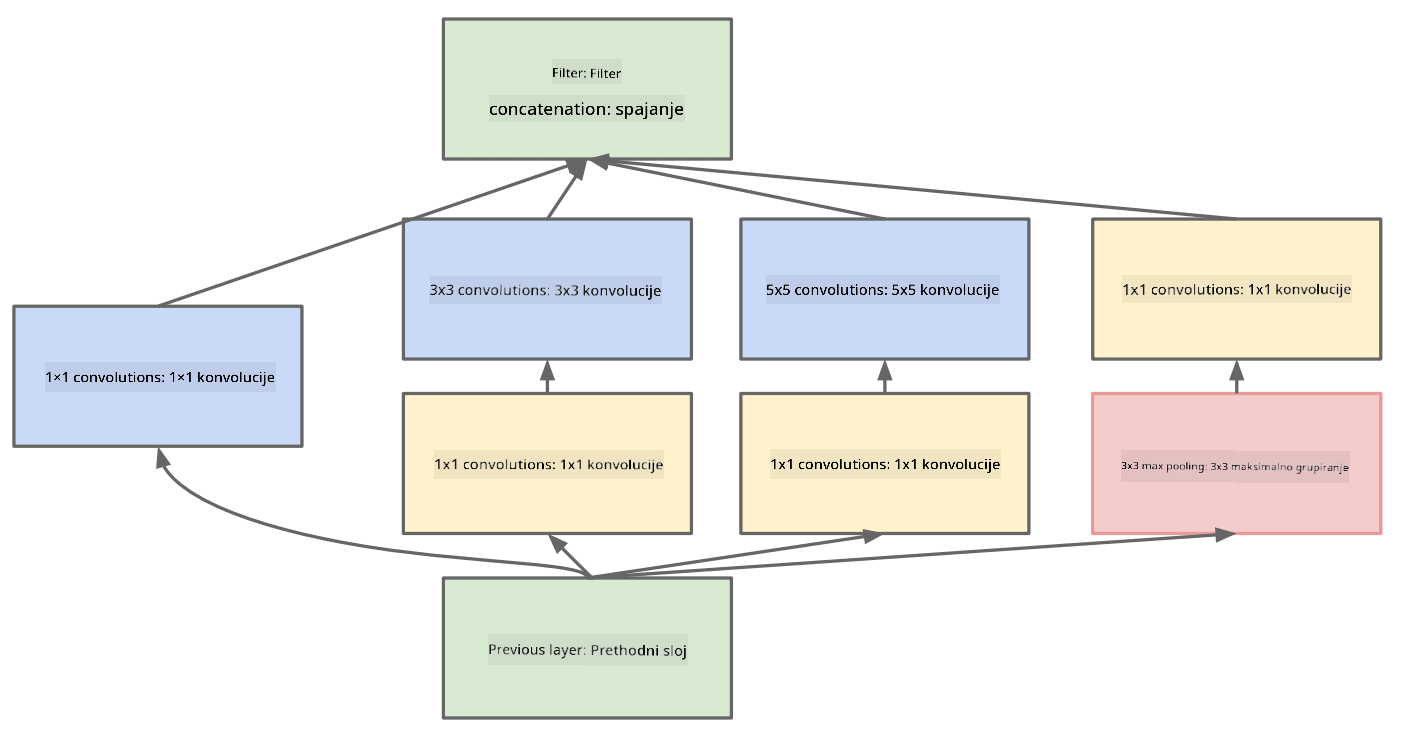 Filter: Filter
concatenation: spajanje
3x3 convolutions: 3x3 konvolucije
5x5 convolutions: 5x5 konvolucije
1x1 convolutions: 1x1 konvolucije
1×1 convolutions: 1×1 konvolucije
1x1 convolutions: 1x1 konvolucije
1x1 convolutions: 1x1 konvolucije
3x3 max pooling: 3x3 maksimalno grupiranje
Previous layer: Prethodni sloj